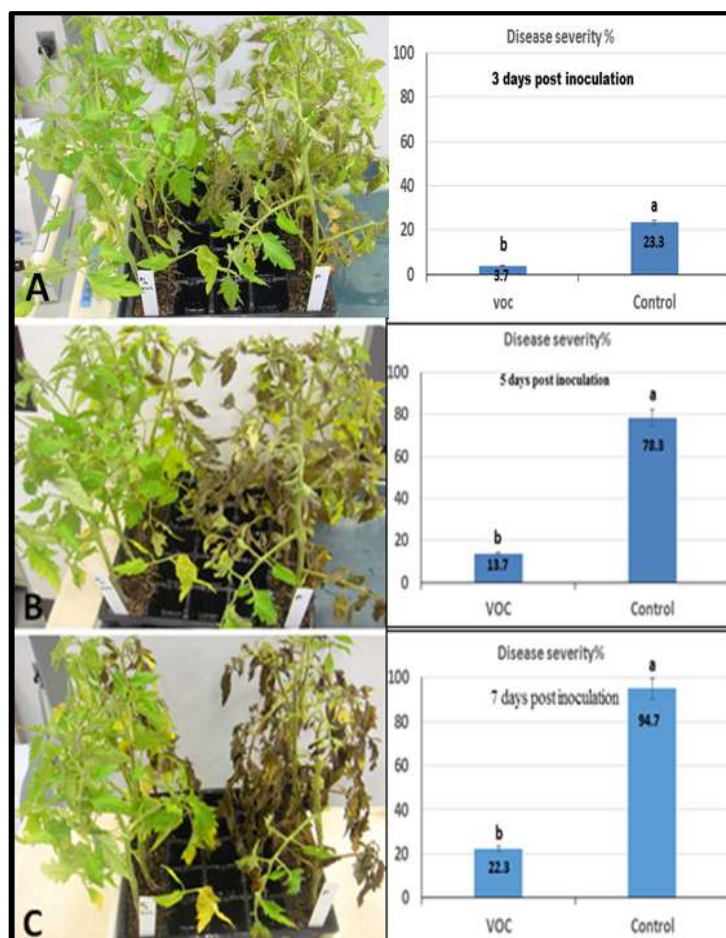 A
Disease severity %
3 days post inoculation
100
80
60
40
20
0
b
3.7
a
23.3
voc
Control
B
Disease severity%
5 days post inoculation
100
80
60
40
20
0
b
13.7
a
78.3
VOC
Control
C
Disease severity%
7 days post inoculation
100
80
60
40
20
0
b
22.3
a
94.7
VOC
Control